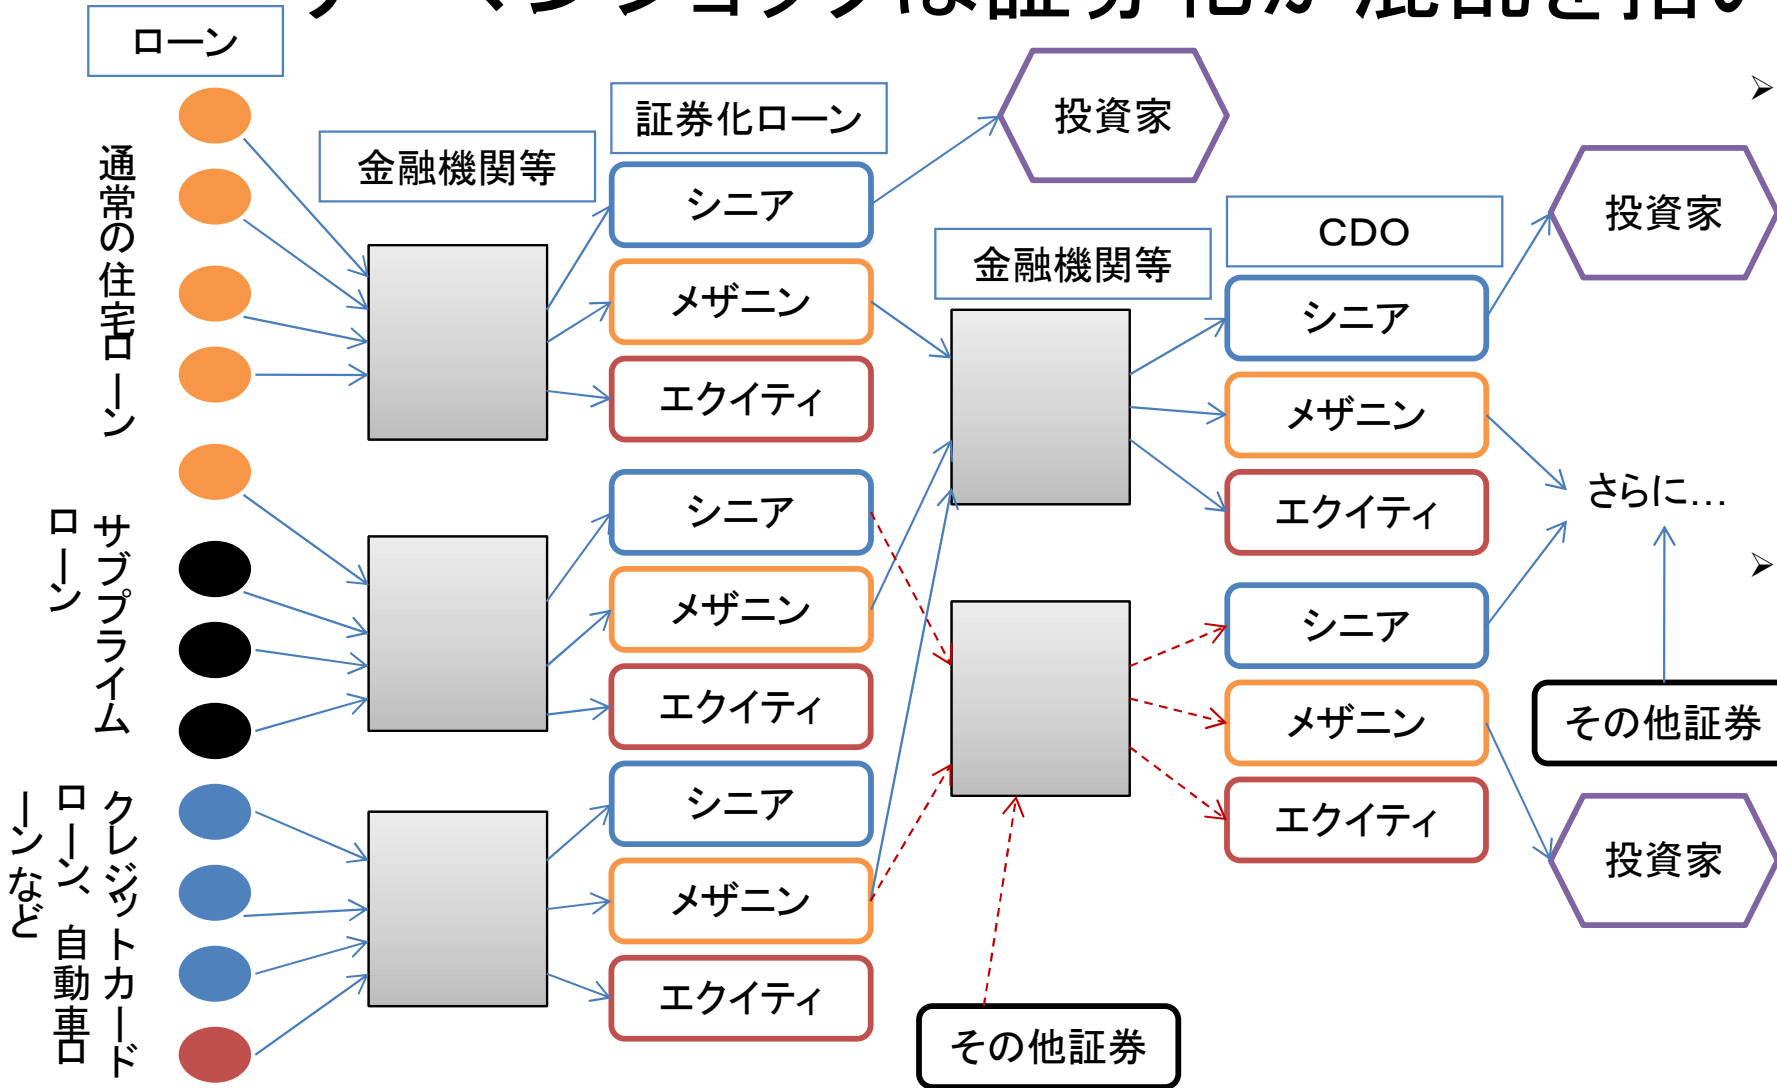 ローン
証券化ローン
金融機関等
投資家
シニア
メザニン
エクイティ
通常の住宅ローン
金融機関等
CDO
投資家
シニア
メザニン
エクイティ
シニア
メザニン
エクイティ
サブプライム
ローン
さらに…
シニア
メザニン
エクイティ
その他証券
投資家
シニア
メザニン
エクイティ
クレジットカード
ローン、自動車ロ
ーンなど
その他証券